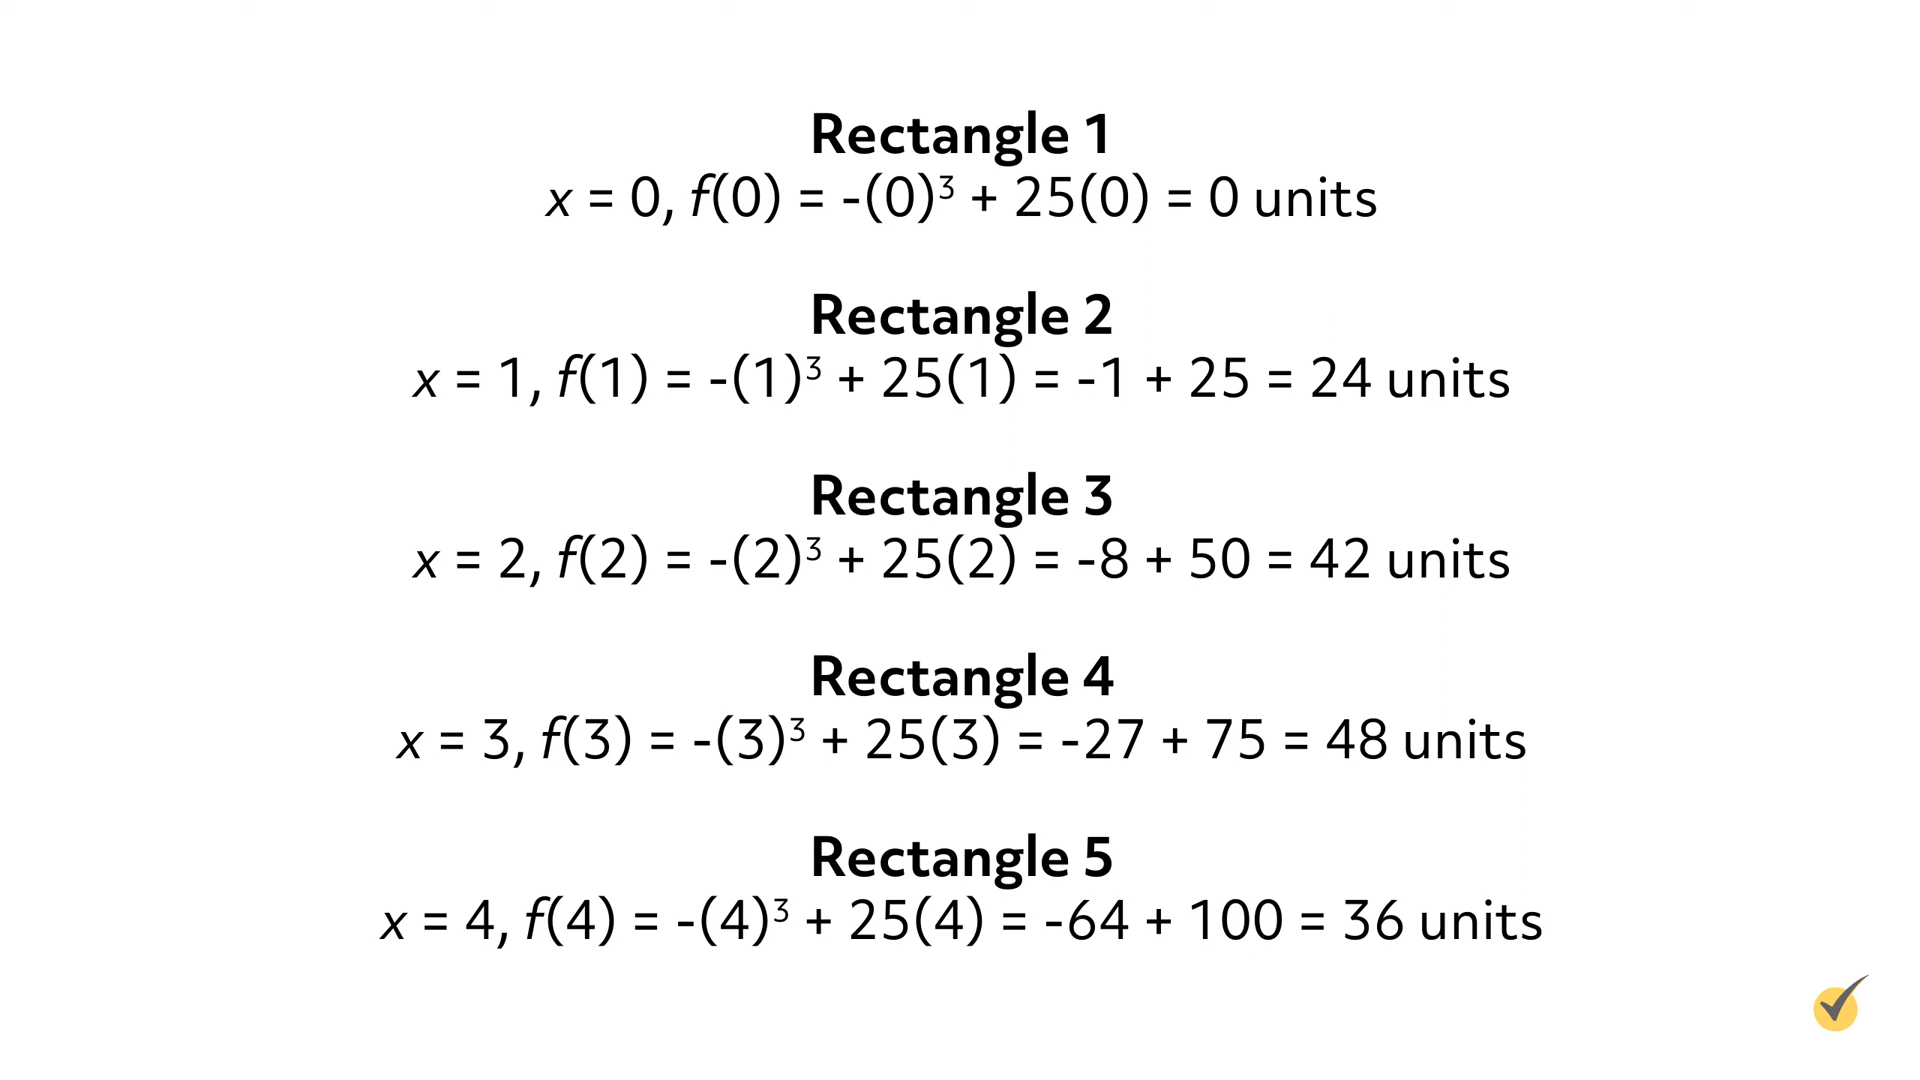 Rectangle 1
x = 0, f(0) = -(0)³ + 25(0) = 0 units
Rectangle 2
x = 1, f(1) = -(1)³ + 25(1) = -1 + 25 = 24 units
Rectangle 3
x = 2, f(2) = -(2)³ + 25(2) = -8 + 50 = 42 units
Rectangle 4
x = 3, f(3) = -(3)³ + 25(3) = -27 + 75 = 48 units
Rectangle 5
x = 4, f(4) = -(4)³ + 25(4) = -64 + 100 = 36 units